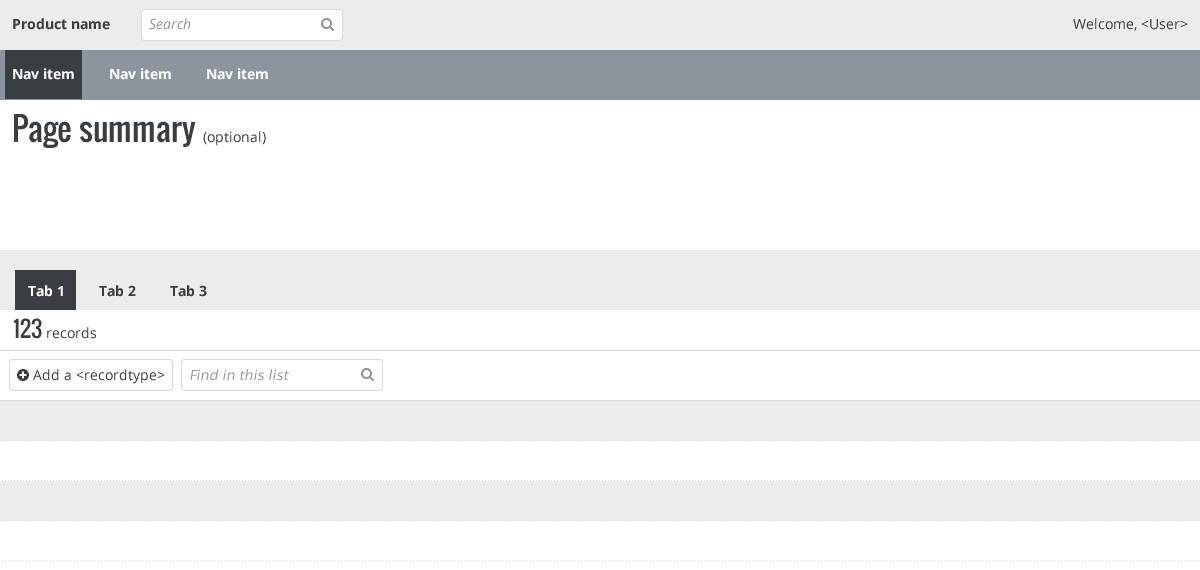 Product name Search Welcome, <User>
Nav item Nav item Nav item
Page summary (optional)
Tab 1 Tab 2 Tab 3
123 records
Add a <recordtype> Find in this list